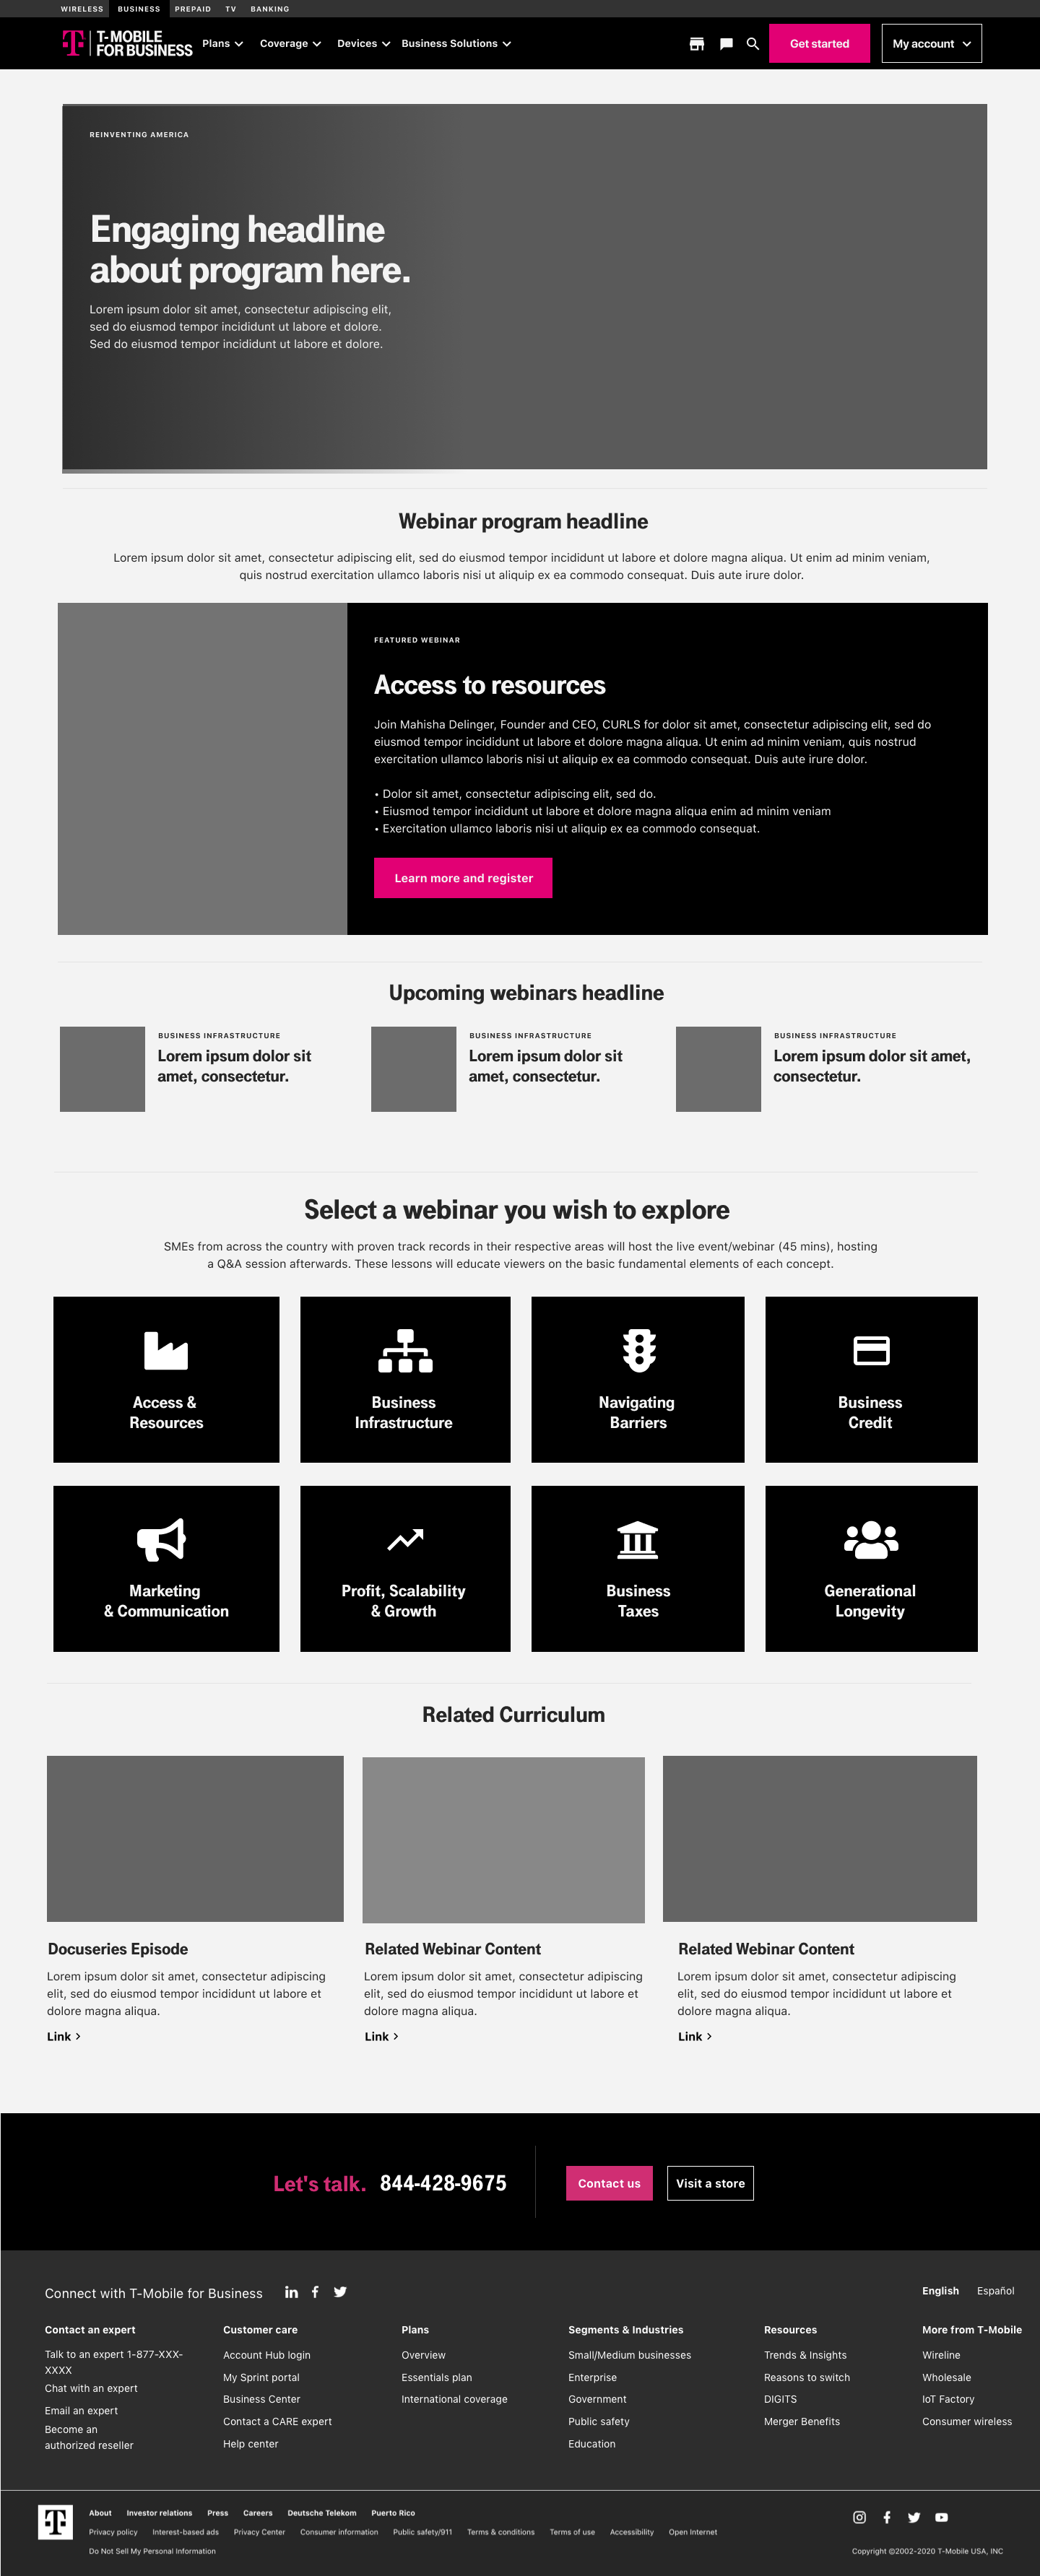 WIRELESS BUSINESS PREPAID TV BANKING
T-MOBILE
FOR BUSINESS
Plans Coverage Devices Business Solutions Get started My account
REINVENTING AMERICA
Engaging headline
about program here.
Lorem ipsum dolor sit amet, consectetur adipiscing elit,
sed do eiusmod tempor incididunt ut labore et dolore.
Sed do eiusmod tempor incididunt ut labore et dolore.
Webinar program headline
Lorem ipsum dolor sit amet, consectetur adipiscing elit, sed do eiusmod tempor incididunt ut labore et dolore magna aliqua. Ut enim ad minim veniam,
quis nostrud exercitation ullamco laboris nisi ut aliquip ex ea commodo consequat. Duis aute irure dolor.
FEATURED WEBINAR
Access to resources
Join Mahisha Delinger, Founder and CEO, CURLS for dolor sit amet, consectetur adipiscing elit, sed do
eiusmod tempor incididunt ut labore et dolore magna aliqua. Ut enim ad minim veniam, quis nostrud
exercitation ullamco laboris nisi ut aliquip ex ea commodo consequat. Duis aute irure dolor.
• Dolor sit amet, consectetur adipiscing elit, sed do.
• Eiusmod tempor incididunt ut labore et dolore magna aliqua enim ad minim veniam
• Exercitation ullamco laboris nisi ut aliquip ex ea commodo consequat.
Learn more and register
Upcoming webinars headline
BUSINESS INFRASTRUCTURE
Lorem ipsum dolor sit
amet, consectetur.
BUSINESS INFRASTRUCTURE
Lorem ipsum dolor sit
amet, consectetur.
BUSINESS INFRASTRUCTURE
Lorem ipsum dolor sit amet,
consectetur.
Select a webinar you wish to explore
SMEs from across the country with proven track records in their respective areas will host the live event/webinar (45 mins), hosting
a Q&A session afterwards. These lessons will educate viewers on the basic fundamental elements of each concept.
Access &
Resources
Business
Infrastructure
Navigating
Barriers
Business
Credit
Marketing
& Communication
Profit, Scalability
& Growth
Business
Taxes
Generational
Longevity
Related Curriculum
Docuseries Episode
Lorem ipsum dolor sit amet, consectetur adipiscing
elit, sed do eiusmod tempor incididunt ut labore et
dolore magna aliqua.
Link
Related Webinar Content
Lorem ipsum dolor sit amet, consectetur adipiscing
elit, sed do eiusmod tempor incididunt ut labore et
dolore magna aliqua.
Link
Related Webinar Content
Lorem ipsum dolor sit amet, consectetur adipiscing
elit, sed do eiusmod tempor incididunt ut labore et
dolore magna aliqua.
Link
Let's talk. 844-428-9675 Contact us Visit a store
Connect with T-Mobile for Business English Español
Contact an expert
Talk to an expert 1-877-XXX-
XXXX
Chat with an expert
Email an expert
Become an
authorized reseller
Customer care
Account Hub login
My Sprint portal
Business Center
Contact a CARE expert
Help center
Plans
Overview
Essentials plan
International coverage
Segments & Industries
Small/Medium businesses
Enterprise
Government
Public safety
Education
Resources
Trends & Insights
Reasons to switch
DIGITS
Merger Benefits
More from T-Mobile
Wireline
Wholesale
IoT Factory
Consumer wireless
About Investor relations Press Careers Deutsche Telekom Puerto Rico
Privacy policy Interest-based ads Privacy Center Consumer information Public safety/911 Terms & conditions Terms of use Accessibility Open Internet
Do Not Sell My Personal Information Copyright ©2002-2020 T-Mobile USA, INC